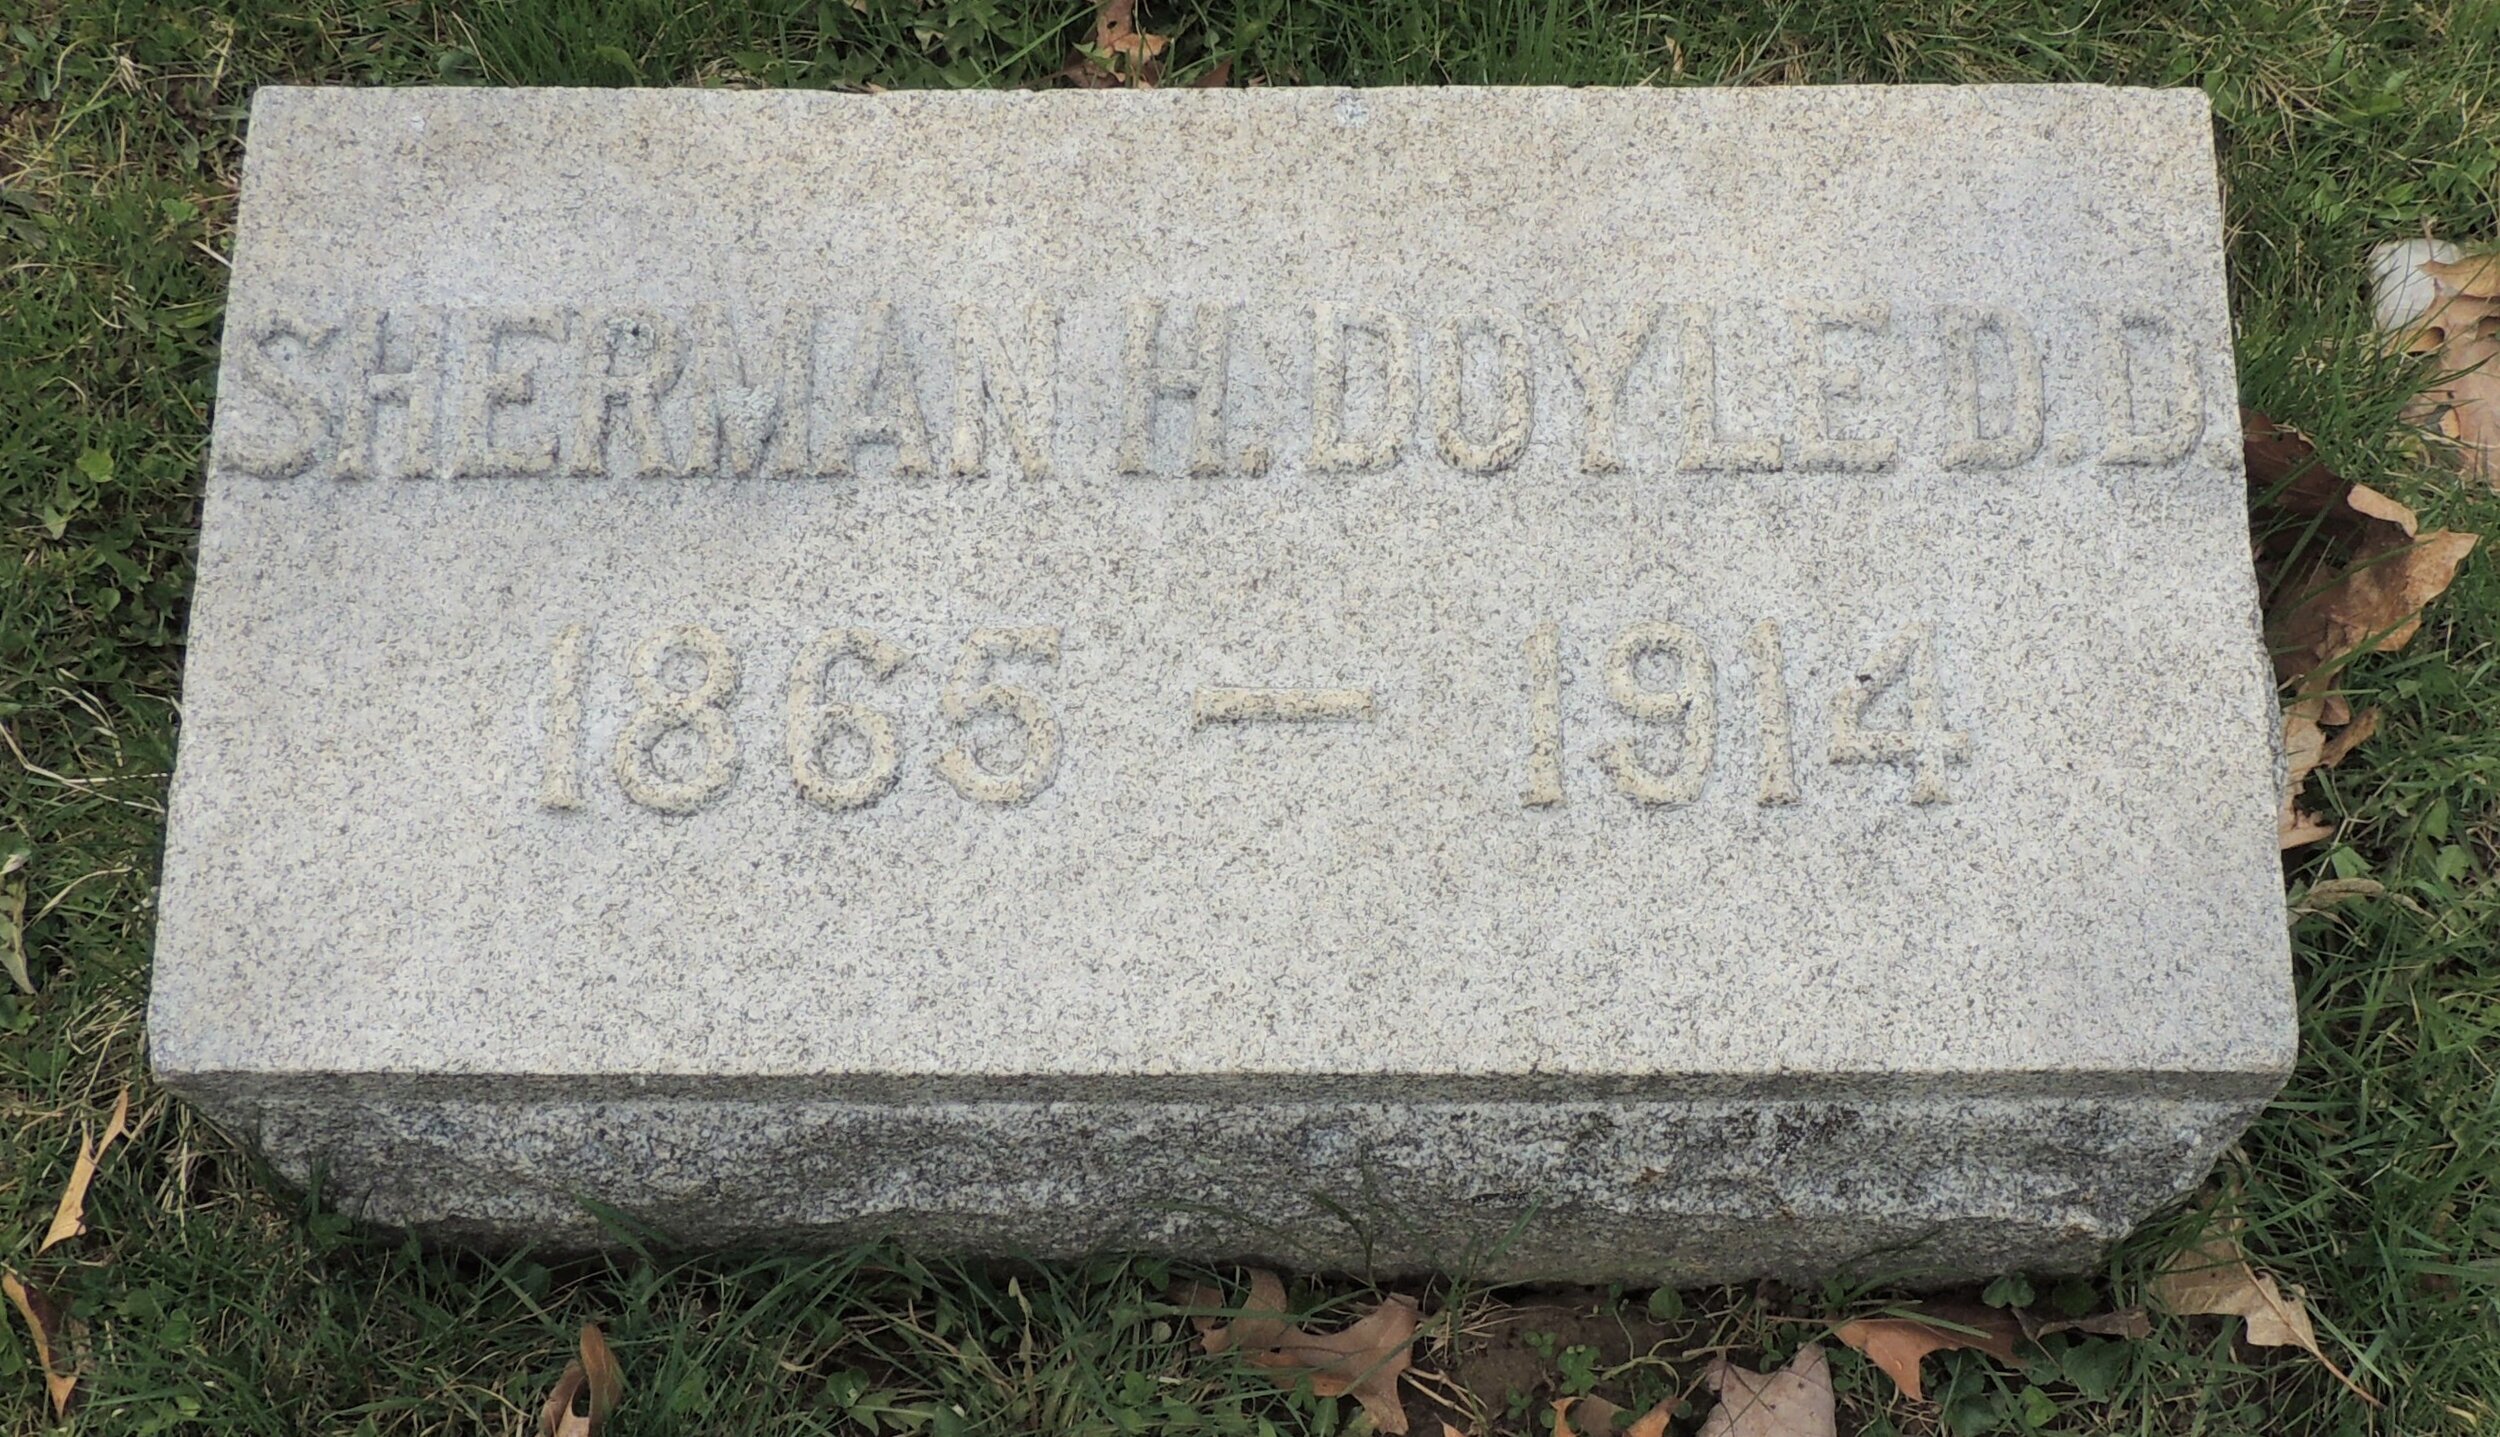 SHERMAN H. DOYLE D.D.
1865 — 1914